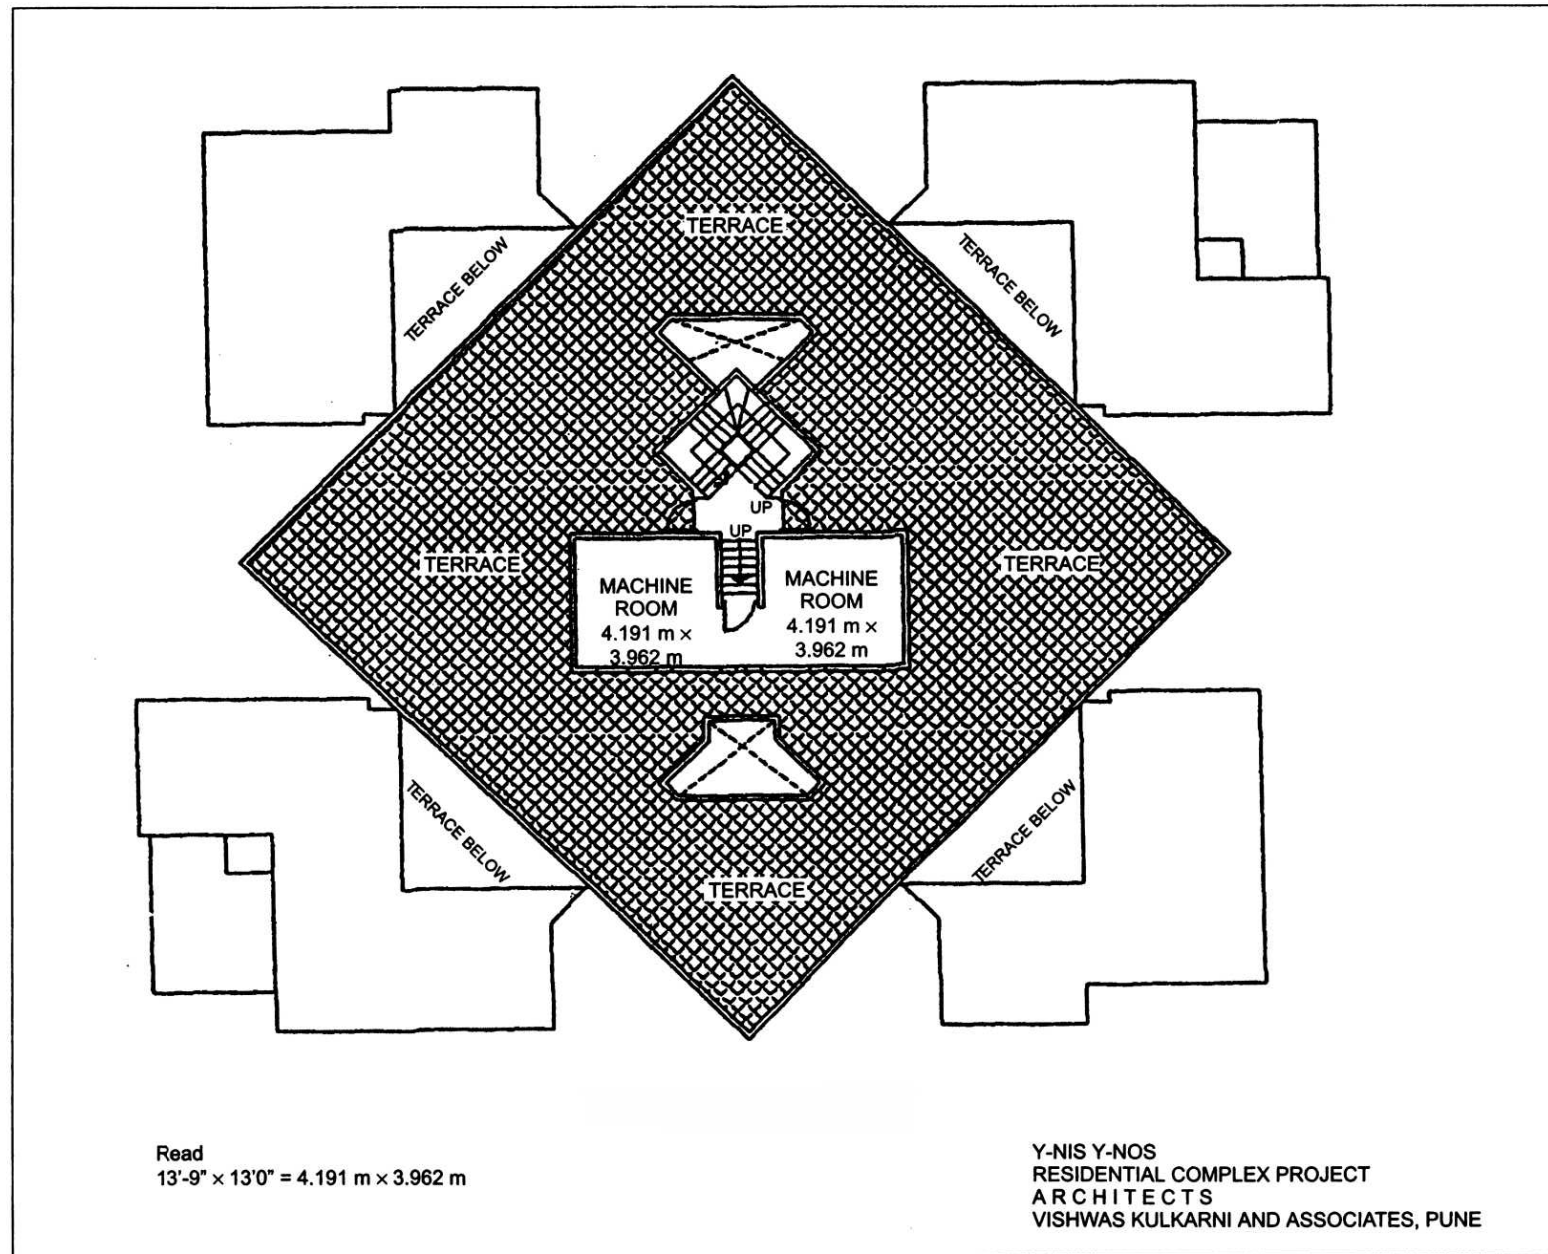 TERRACE
TERRACE BELOW
TERRACE BELOW
UP
UP
TERRACE
TERRACE
MACHINE
ROOM
4.191 m ×
3.962 m
MACHINE
ROOM
4.191 m ×
3.962 m
TERRACE BELOW
TERRACE BELOW
TERRACE
Read
13'-9" × 13'0" = 4.191 m × 3.962 m
Y-NIS Y-NOS
RESIDENTIAL COMPLEX PROJECT
ARCHITECTS
VISHWAS KULKARNI AND ASSOCIATES, PUNE